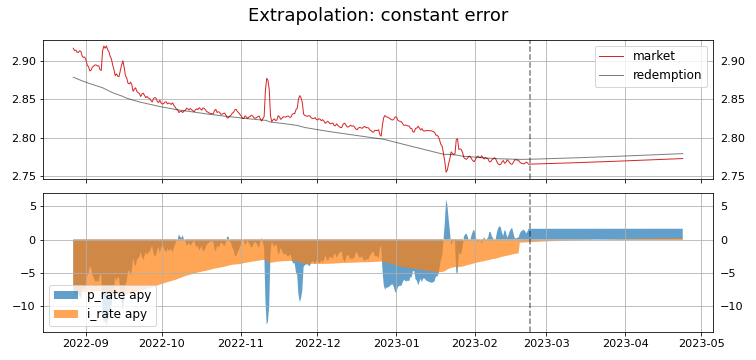 Extrapolation: constant error
2.90
2.85
2.80
2.75
market
redemption
2.90
2.85
2.80
2.75
5
0
−5
−10
p_rate apy
i_rate apy
5
0
−5
−10
2022-09 2022-10 2022-11 2022-12 2023-01 2023-02 2023-03 2023-04 2023-05